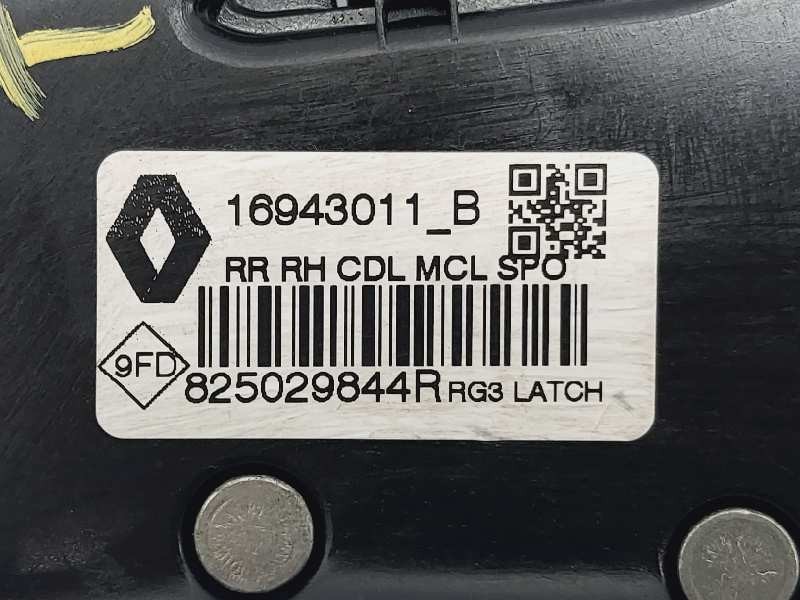 16943011_B
RR RH CDL MCL SPO
9FD
825029844R RG3 LATCH